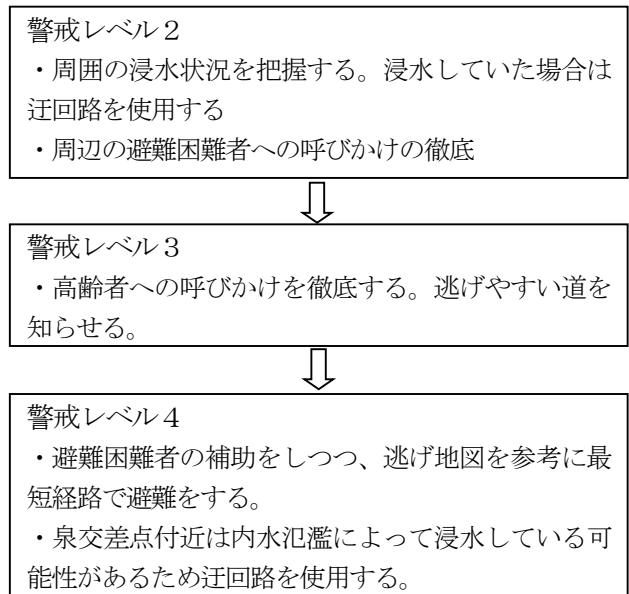 警戒レベル２
・周囲の浸水状況を把握する。浸水していた場合は
迂回路を使用する
・周辺の避難困難者への呼びかけの徹底
警戒レベル３
・高齢者への呼びかけを徹底する。逃げやすい道を
知らせる。
警戒レベル４
・避難困難者の補助をしつつ、逃げ地図を参考に最
短経路で避難をする。
・泉交差点付近は内水氾濫によって浸水している可
能性があるため迂回路を使用する。